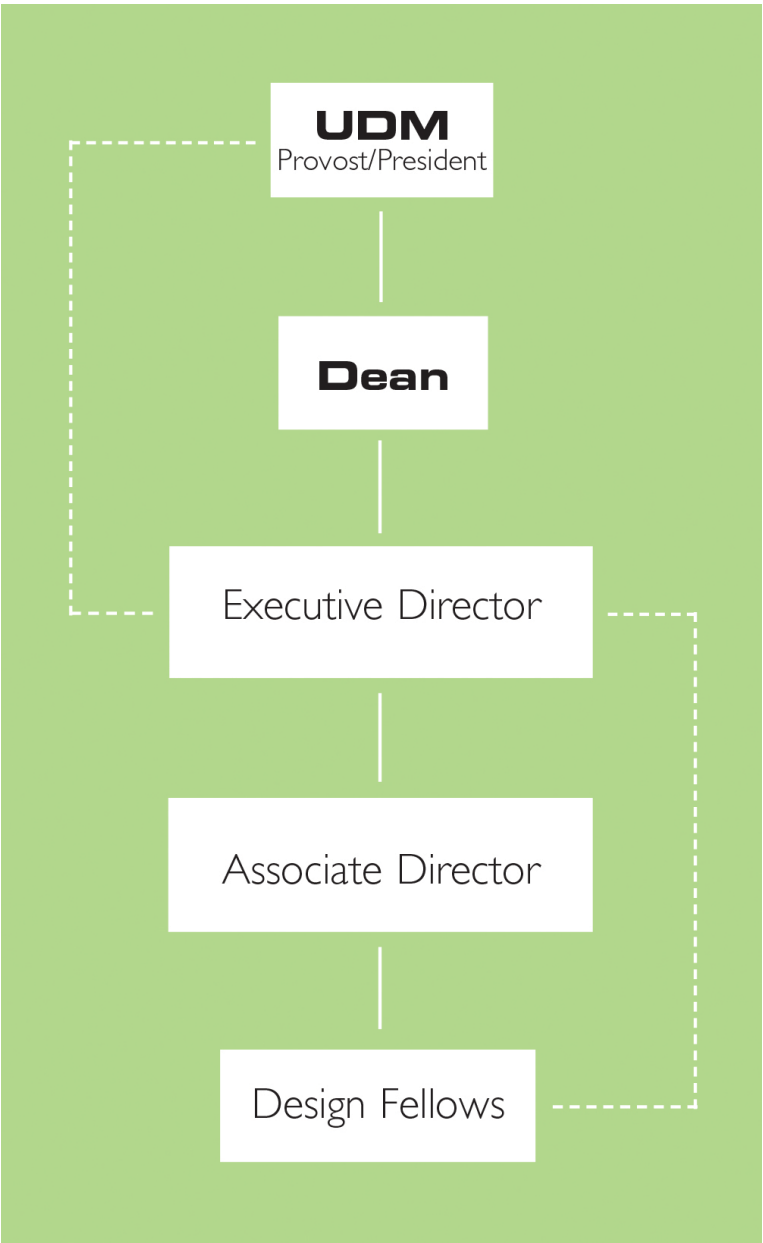 UDM
Provost/President
Dean
Executive Director
Associate Director
Design Fellows